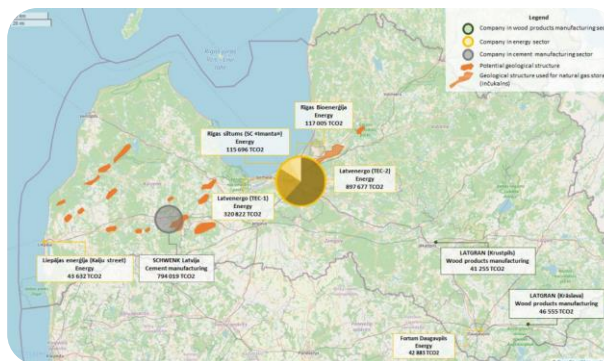 Legend
Company in wood products manufacturing sec
Company in energy sector
Company in cement manufacturing sector
Potential geological structure
Geological structure used for natural gas stora
(Inčukalns)
Rīgas Bioenerģija
Energy
117 005 TCO2
Rīgas siltums (SC «Imanta»)
Energy
115 696 TCO2
Latvenergo (TEC-2)
Energy
897 677 TCO2
Latvenergo (TEC-1)
Energy
320 822 TCO2
Liepājas enerģija (Kaiju street)
Energy
43 632 TCO2
SCHWENK Latvija
Cement manufacturing
794 019 TCO2
LATGRAN (Krustpils)
Wood products manufacturing
41 255 TCO2
LATGRAN (Krāslava)
Wood products manufacturing
46 555 TCO2
Fortum Daugavpils
Energy
42 883 TCO2